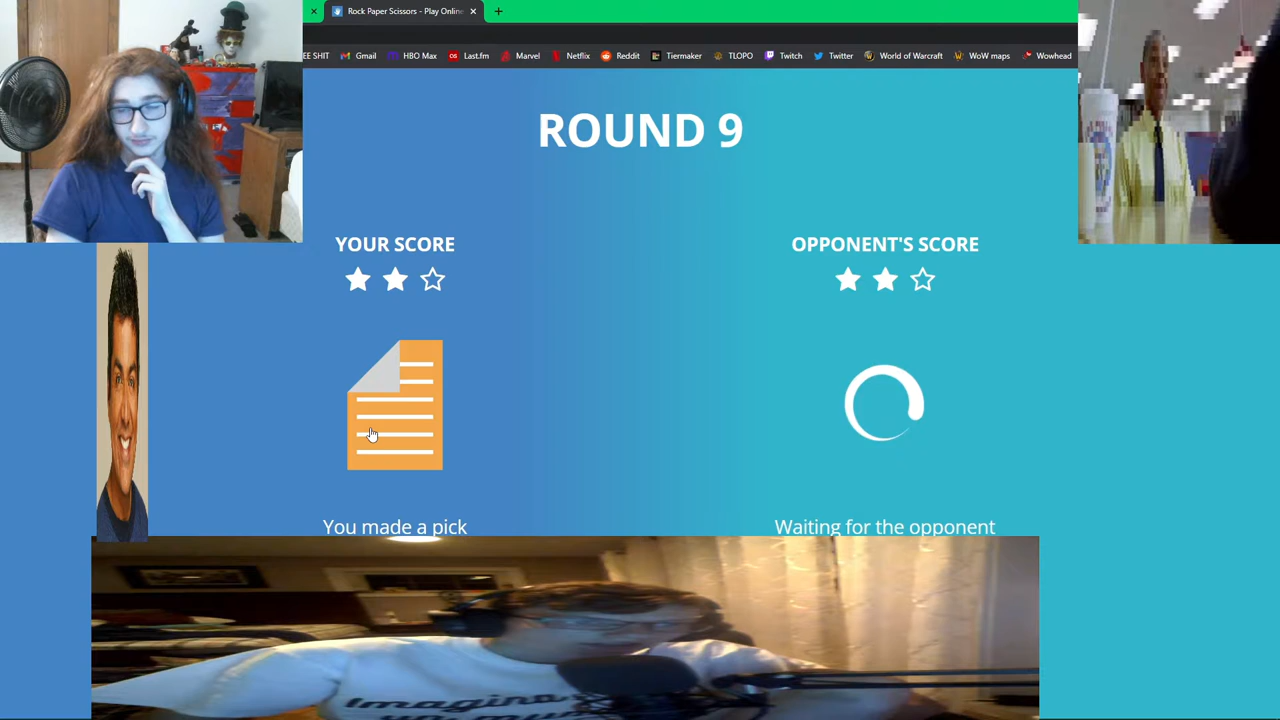 Rock Paper Scissors - Play Online
EE SHIT Gmail HBO Max Last.fm Marvel Netflix Reddit Tiermaker TLOPO Twitch Twitter World of Warcraft WoW maps Wowhead
ROUND 9
YOUR SCORE
OPPONENT'S SCORE
You made a pick
Waiting for the opponent